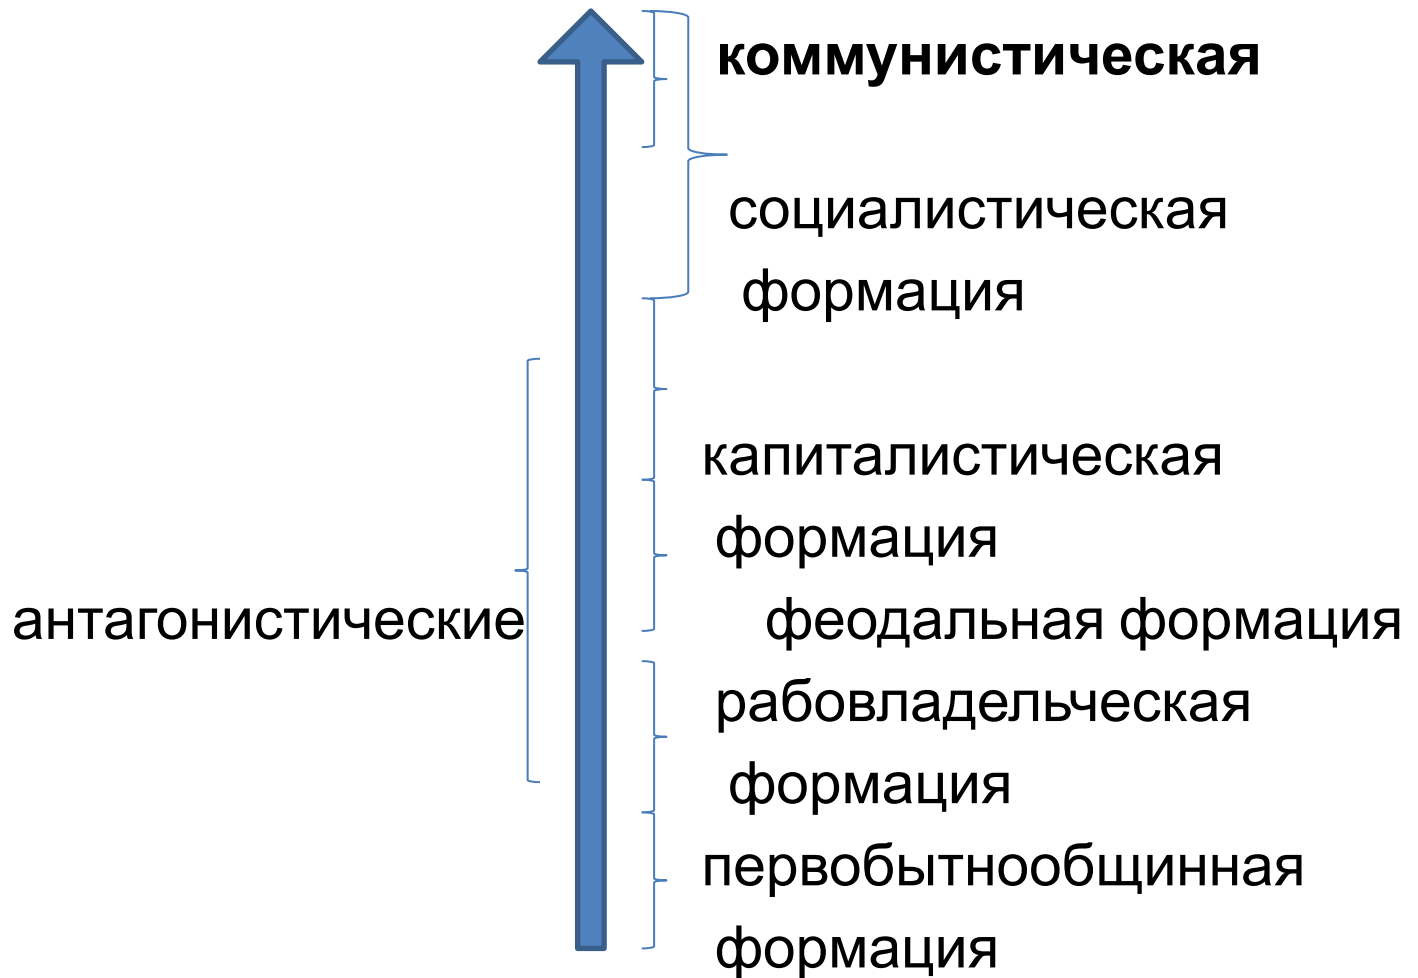 коммунистическая
социалистическая
формация
капиталистическая
формация
антагонистические
феодальная формация
рабовладельческая
формация
первобытнообщинная
формация